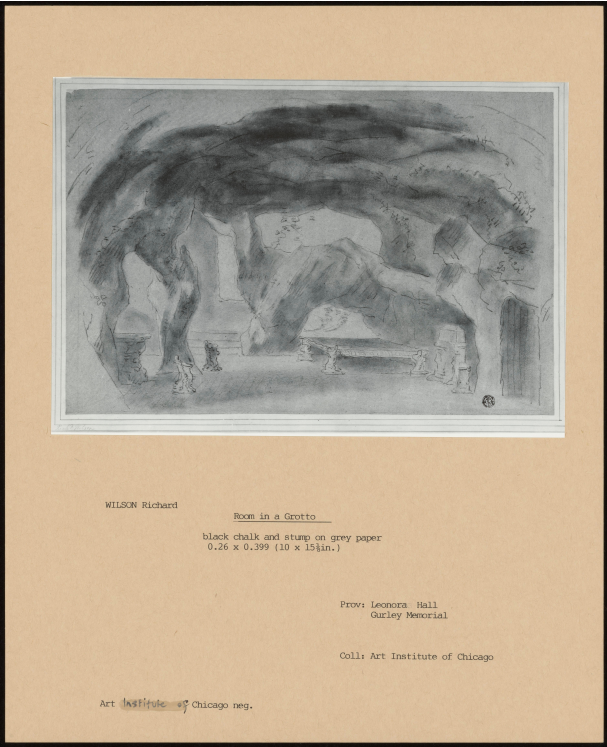 WILSON Richard
Room in a Grotto
black chalk and stump on grey paper
0.26 x 0.399 (10 x 15¾in.)
Prov: Leonora Hall
Gurley Memorial
Coll: Art Institute of Chicago
Art Institute of Chicago neg.